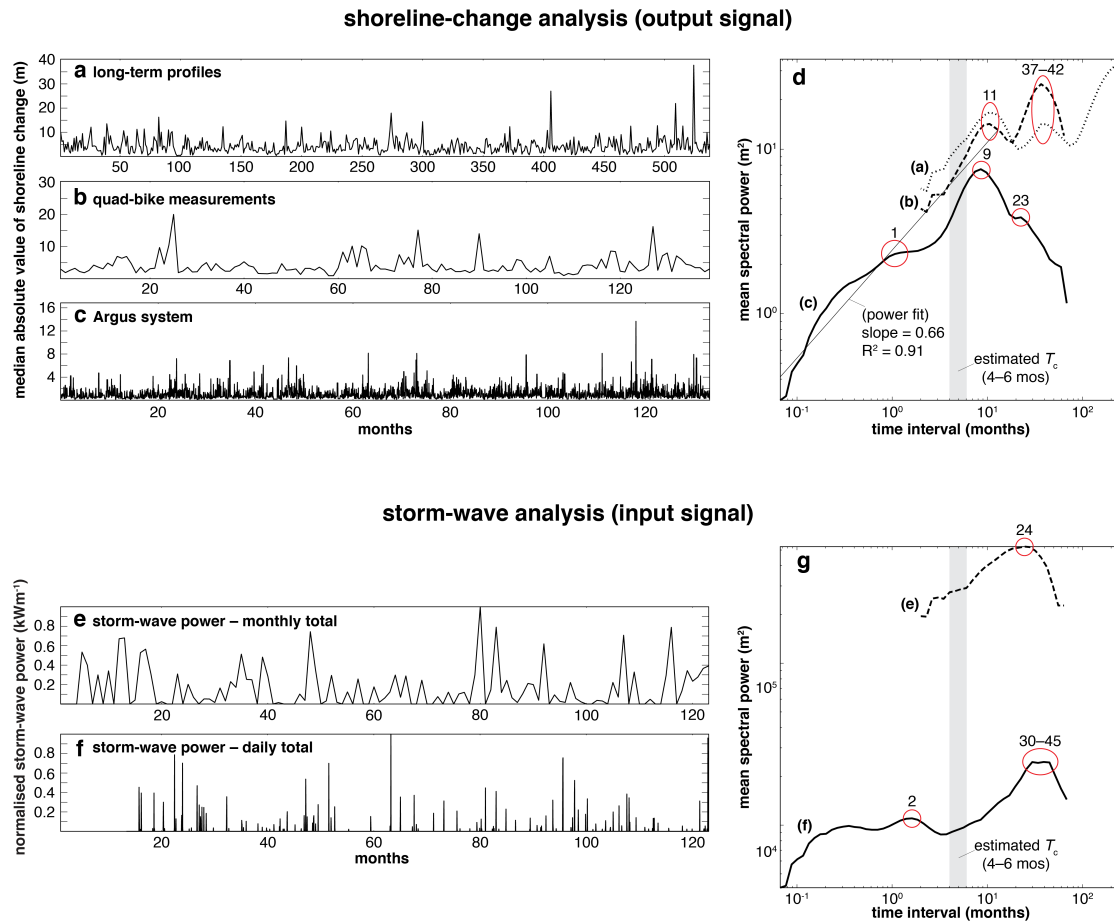 shoreline-change analysis (output signal)
median absolute value of shoreline change (m)
a long-term profiles
40
30
20
10
50 100 150 200 250 300 350 400 450 500
b quad-bike measurements
30
20
10
20 40 60 80 100 120
c Argus system
16
12
8
4
20 40 60 80 100 120
months
d
mean spectral power (m²)
37–42
11
10¹
(a)
9
(b)
23
1
(c)
(power fit)
slope = 0.66
R² = 0.91
10⁰
estimated Tc
(4–6 mos)
10⁻¹ 10⁰ 10¹ 10²
time interval (months)
storm-wave analysis (input signal)
normalised storm-wave power (kWm⁻¹)
e storm-wave power – monthly total
0.8
0.6
0.4
0.2
20 40 60 80 100 120
f storm-wave power – daily total
0.8
0.6
0.4
0.2
20 40 60 80 100 120
months
g
mean spectral power (m²)
24
(e)
10⁵
30–45
2
(f)
10⁴
estimated Tc
(4–6 mos)
10⁻¹ 10⁰ 10¹ 10²
time interval (months)